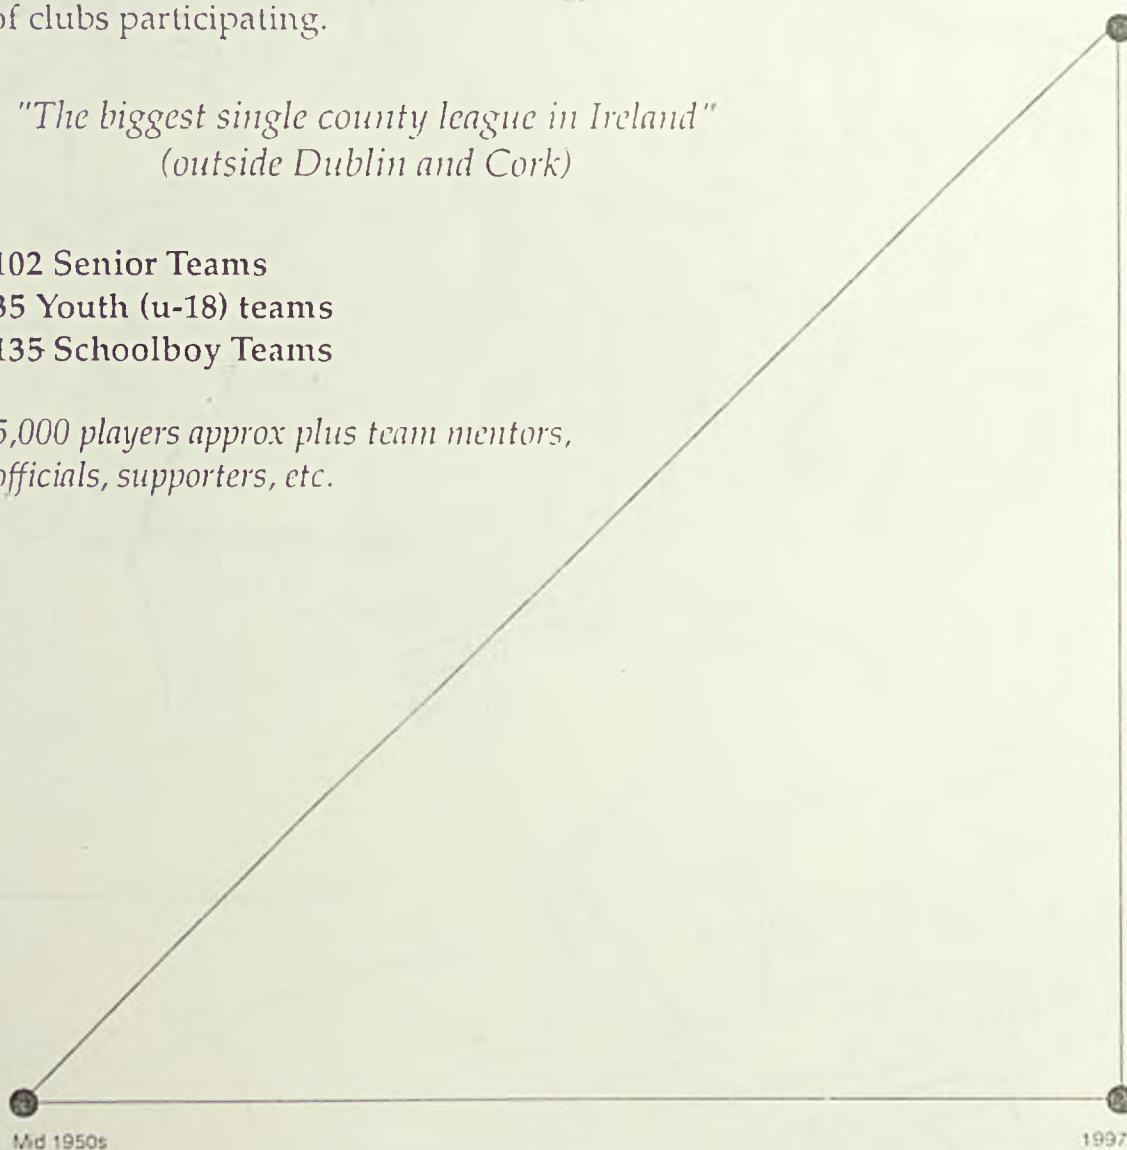 of clubs participating.
"The biggest single county league in Ireland"
(outside Dublin and Cork)
102 Senior Teams
35 Youth (u-18) teams
135 Schoolboy Teams
5,000 players approx plus team mentors,
officials, supporters, etc.
Mid 1950s
1997